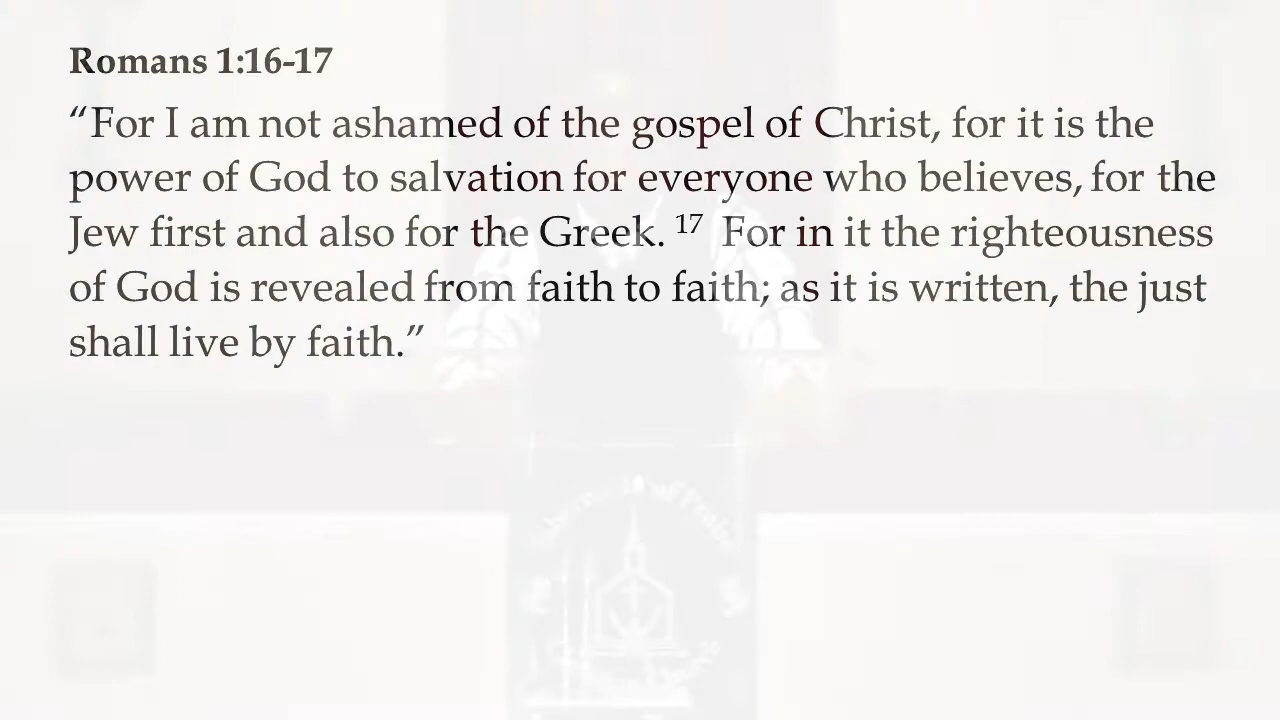 Romans 1:16-17
“For I am not ashamed of the gospel of Christ, for it is the
power of God to salvation for everyone who believes, for the
Jew first and also for the Greek. 17 For in it the righteousness
of God is revealed from faith to faith; as it is written, the just
shall live by faith.”
of Praise